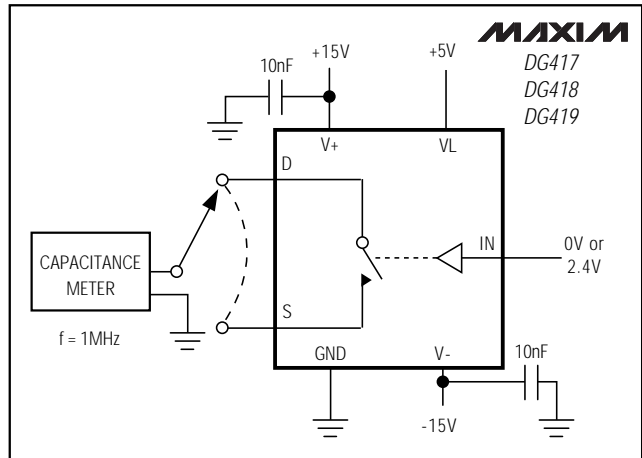 MAXIM
DG417
DG418
DG419
+15V
+5V
10nF
V+
VL
D
IN
0V or
2.4V
CAPACITANCE
METER
f = 1MHz
S
GND
V-
10nF
-15V